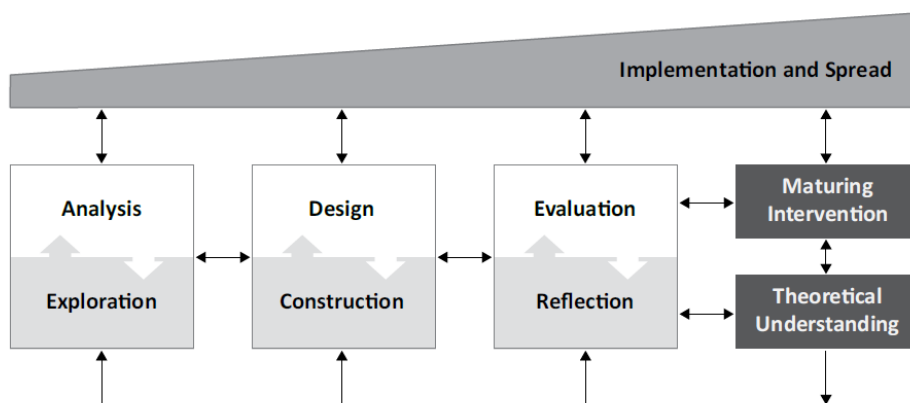 Implementation and Spread
Analysis
Exploration
Design
Construction
Evaluation
Reflection
Maturing
Intervention
Theoretical
Understanding